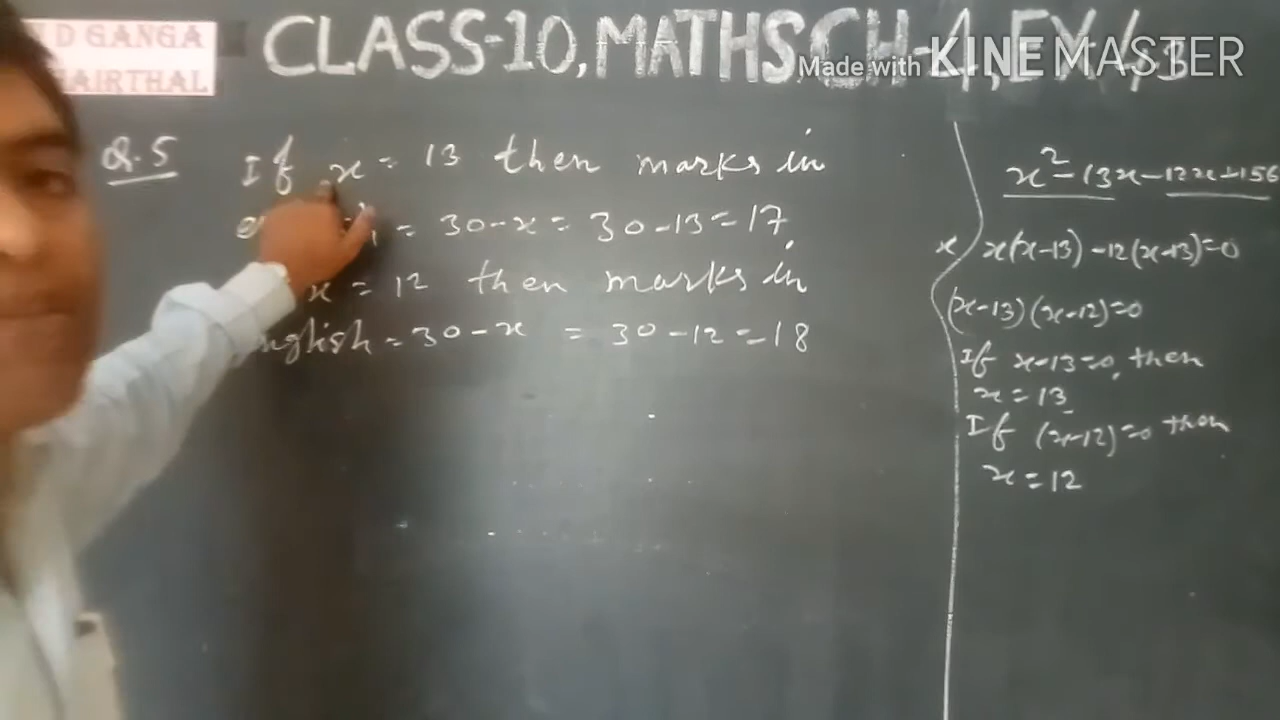 D GANGA
HAIRTHAL
CLASS-10, MATHS, CH-4, EX-4.3
Made with KINEMASTER
Q.5
If x = 13 then marks in
= 30-x = 30-13 = 17
x = 12 then marks in
English = 30-x = 30-12 = 18
x² - 13x - 12x + 156
x(x-13) -12(x-13)=0
(x-13)(x-12)=0
If x-13=0, then
x = 13
If (x-12)=0 then
x = 12